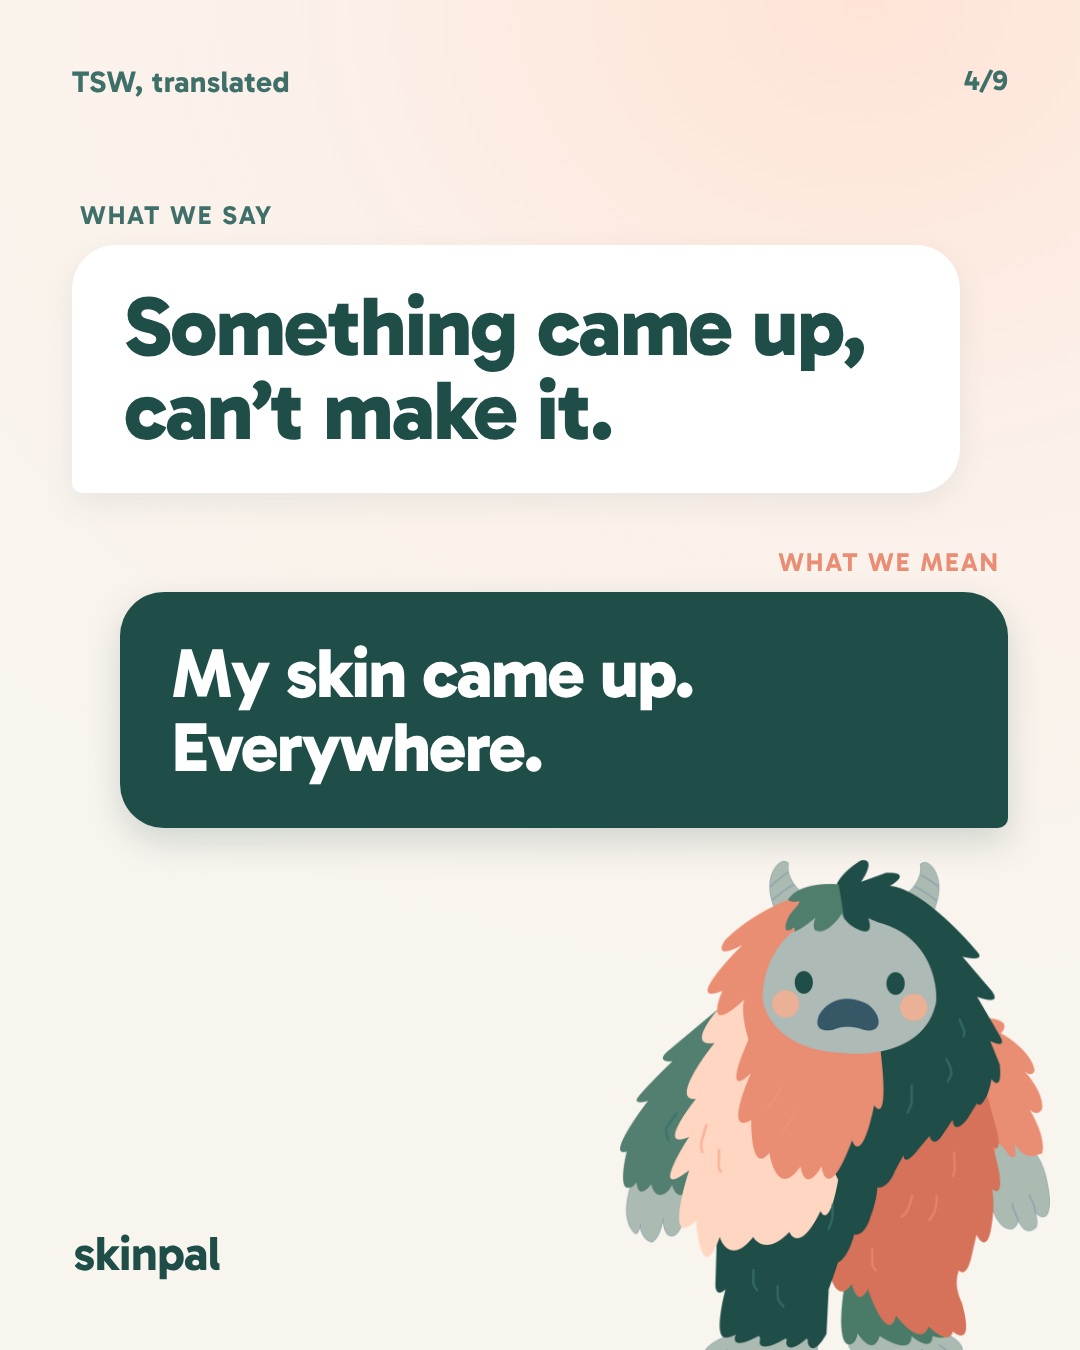 TSW, translated
4/9
WHAT WE SAY
Something came up,
can’t make it.
WHAT WE MEAN
My skin came up.
Everywhere.
skinpal